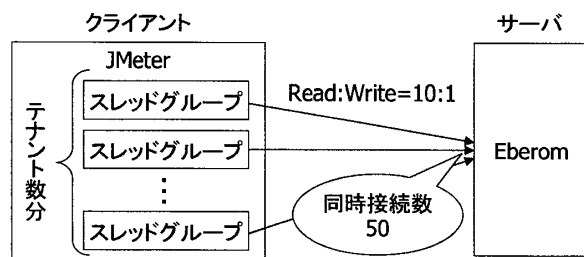 クライアント
サーバ
JMeter
テナント数分
スレッドグループ
スレッドグループ
⋮
スレッドグループ
Read:Write=10:1
同時接続数
50
Eberom